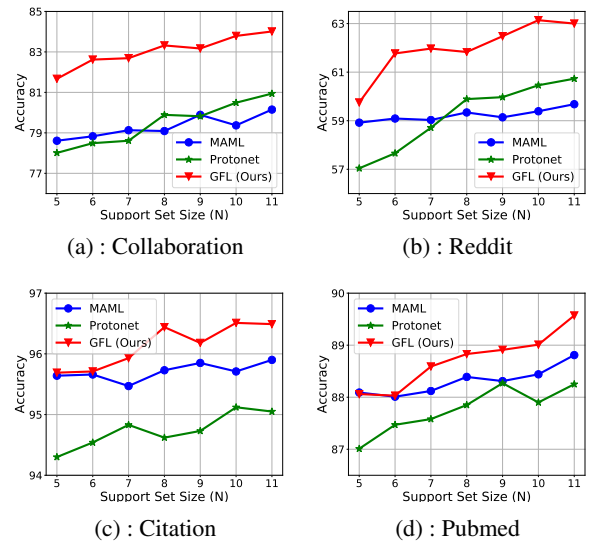 85
83
81
79
77
Accuracy
MAML
Protonet
GFL (Ours)
5 6 7 8 9 10 11
Support Set Size (N)
(a) : Collaboration
63
61
59
57
Accuracy
MAML
Protonet
GFL (Ours)
5 6 7 8 9 10 11
Support Set Size (N)
(b) : Reddit
97
96
95
94
Accuracy
MAML
Protonet
GFL (Ours)
5 6 7 8 9 10 11
Support Set Size (N)
(c) : Citation
90
89
88
87
Accuracy
MAML
Protonet
GFL (Ours)
5 6 7 8 9 10 11
Support Set Size (N)
(d) : Pubmed